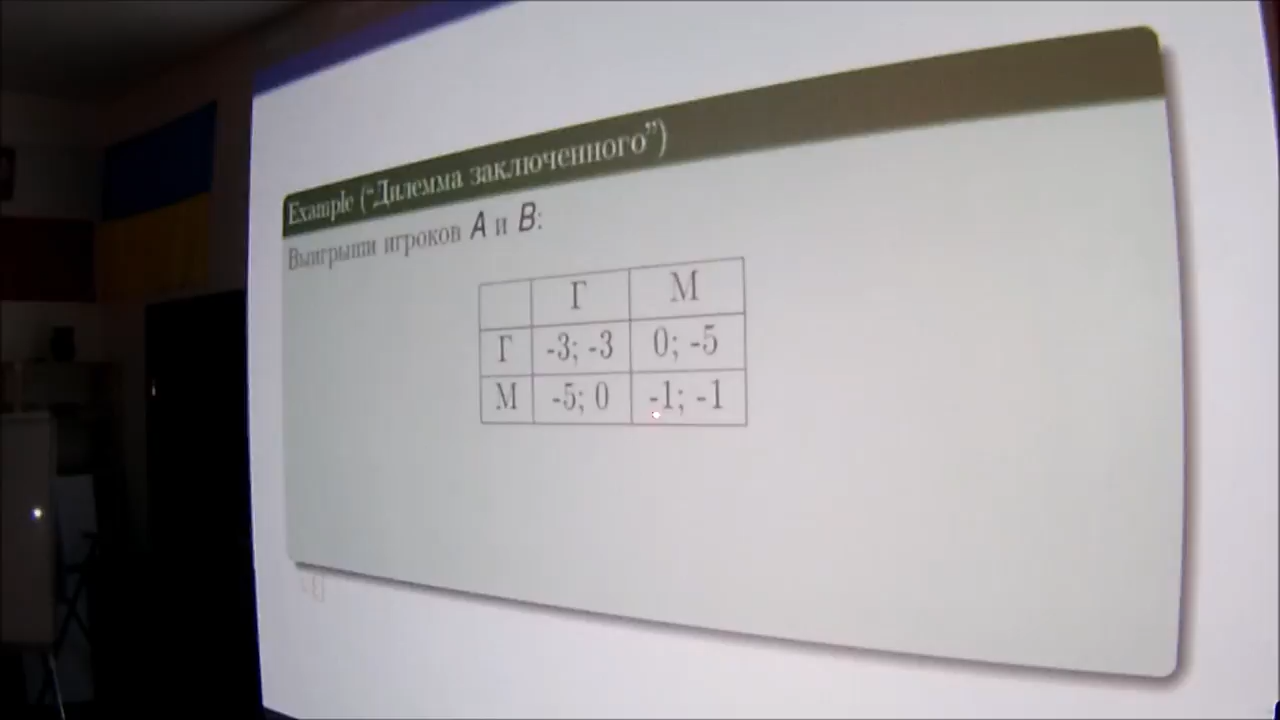 Example (“Дилемма заключенного”)
Выигрыши игроков A и B:
Г М
Г -3; -3 0; -5
М -5; 0 -1; -1